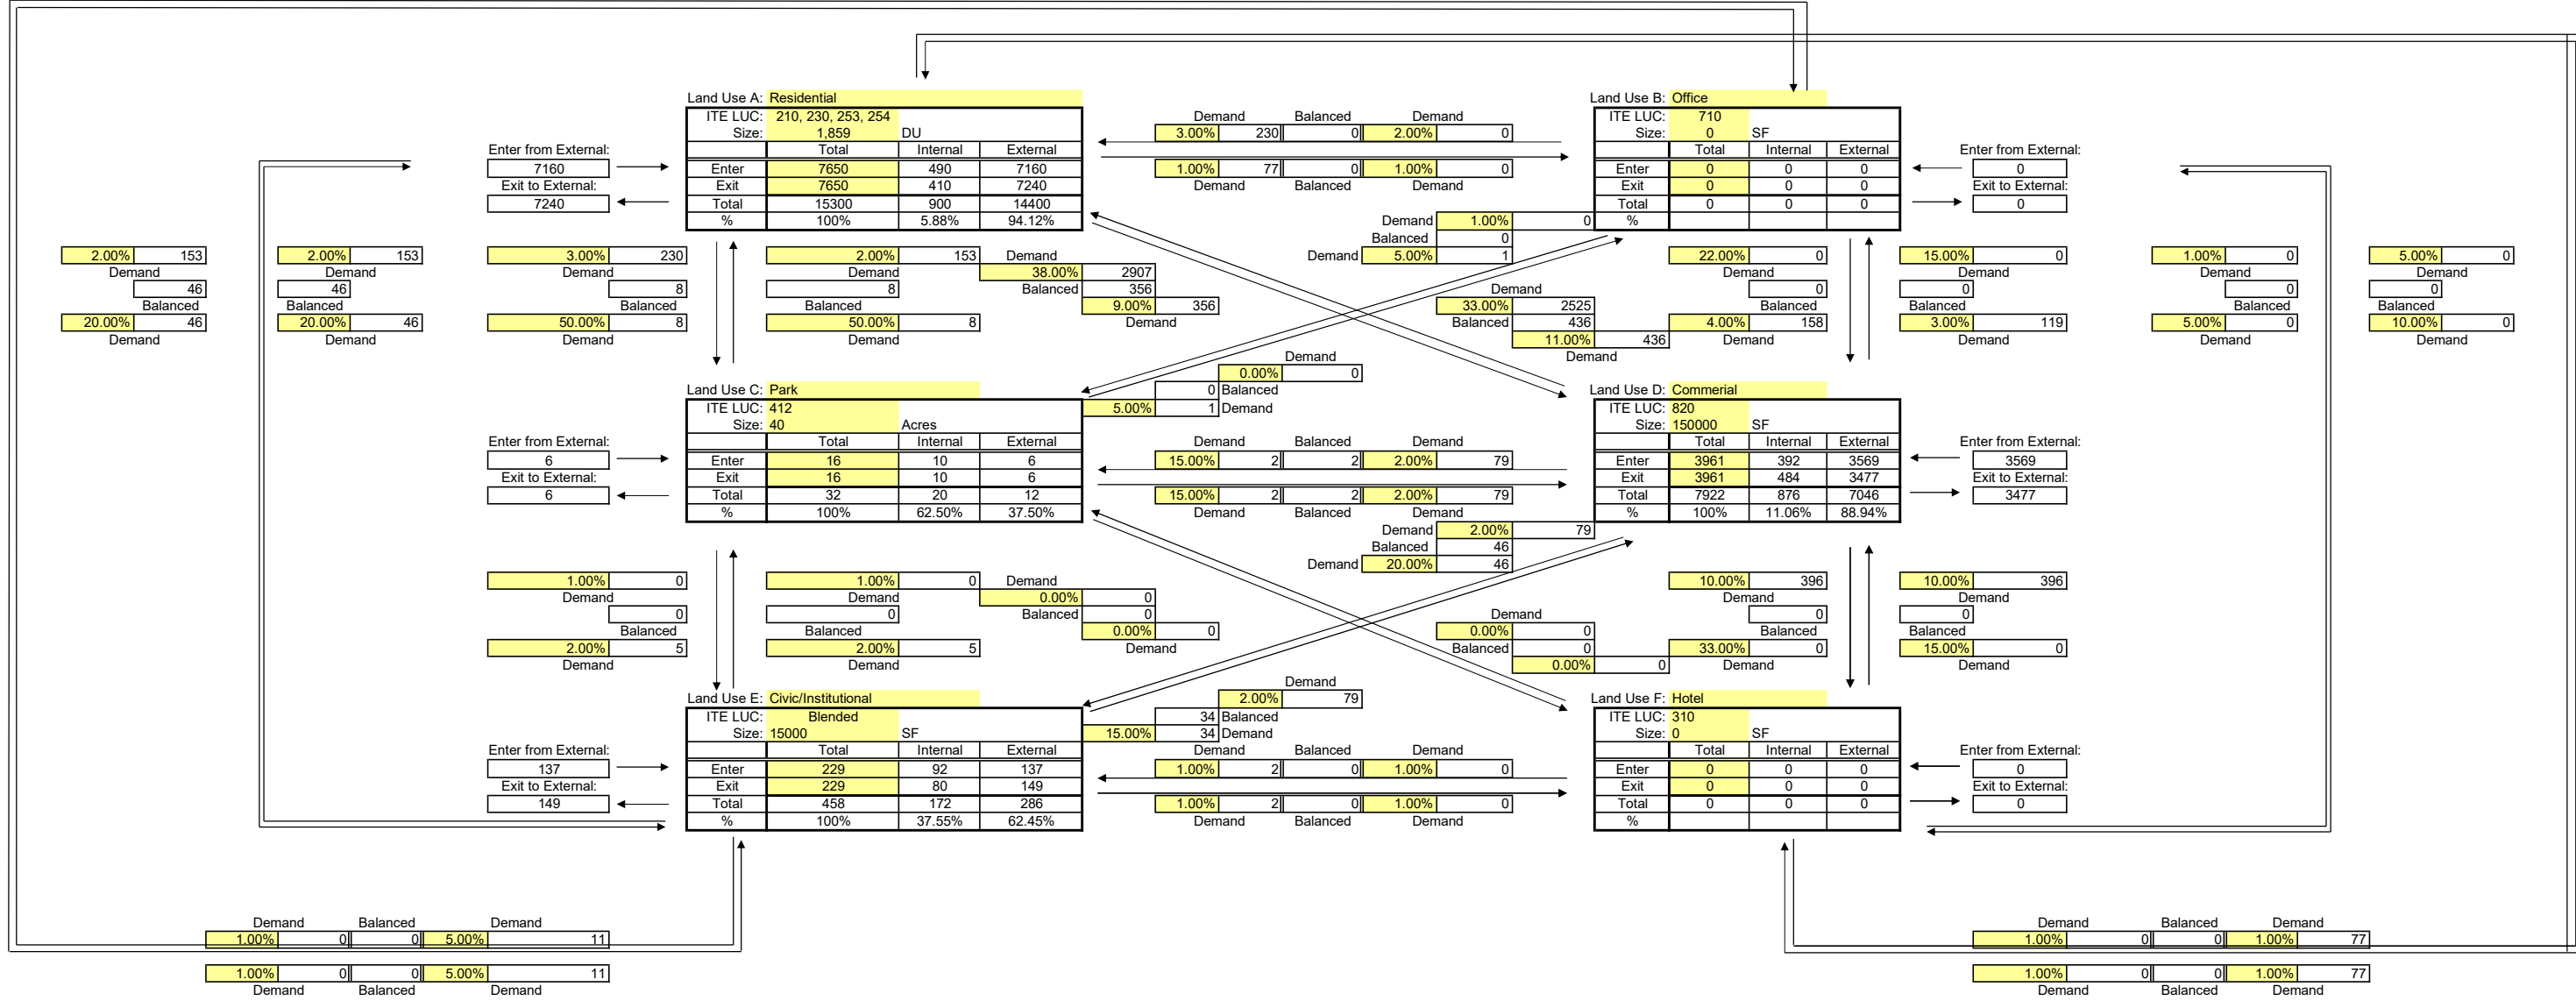 Land Use A: Residential
ITE LUC: 210, 230, 253, 254
Size: 1,859 DU
Total Internal External
Enter 7650 490 7160
Exit 7650 410 7240
Total 15300 900 14400
% 100% 5.88% 94.12%
Enter from External:
7160
Exit to External:
7240
Demand Balanced Demand
3.00% 230 0 2.00% 0
1.00% 77 0 1.00% 0
Demand Balanced Demand
Land Use B: Office
ITE LUC: 710
Size: 0 SF
Total Internal External
Enter 0 0 0
Exit 0 0 0
Total 0 0 0
%
Enter from External:
0
Exit to External:
0
Demand 1.00% 0
Balanced 0
Demand 5.00% 1
2.00% 153
Demand
46
Balanced
20.00% 46
Demand
2.00% 153
Demand
46
Balanced
20.00% 46
Demand
3.00% 230
Demand
8
Balanced
50.00% 8
Demand
2.00% 153
Demand
8
Balanced
50.00% 8
Demand
Demand
38.00% 2907
Balanced 356
9.00% 356
Demand
Demand
33.00% 2525
Balanced 436
11.00% 436
Demand
22.00% 0
Demand
0
Balanced
4.00% 158
Demand
15.00% 0
Demand
0
Balanced
3.00% 119
Demand
1.00% 0
Demand
0
Balanced
5.00% 0
Demand
5.00% 0
Demand
0
Balanced
10.00% 0
Demand
Demand
0.00% 0
0 Balanced
5.00% 1 Demand
Land Use C: Park
ITE LUC: 412
Size: 40 Acres
Total Internal External
Enter 16 10 6
Exit 16 10 6
Total 32 20 12
% 100% 62.50% 37.50%
Enter from External:
6
Exit to External:
6
Demand Balanced Demand
15.00% 2 2 2.00% 79
15.00% 2 2 2.00% 79
Demand Balanced Demand
Land Use D: Commerial
ITE LUC: 820
Size: 150000 SF
Total Internal External
Enter 3961 392 3569
Exit 3961 484 3477
Total 7922 876 7046
% 100% 11.06% 88.94%
Enter from External:
3569
Exit to External:
3477
Demand 2.00% 79
Balanced 46
Demand 20.00% 46
1.00% 0
Demand
0
Balanced
2.00% 5
Demand
1.00% 0
Demand
0
Balanced
2.00% 5
Demand
Demand
0.00% 0
Balanced 0
0.00% 0
Demand
Demand
0.00% 0
Balanced 0
0.00% 0
10.00% 396
Demand
0
Balanced
33.00% 0
Demand
10.00% 396
Demand
0
Balanced
15.00% 0
Demand
Demand
2.00% 79
34 Balanced
15.00% 34 Demand
Land Use E: Civic/Institutional
ITE LUC: Blended
Size: 15000 SF
Total Internal External
Enter 229 92 137
Exit 229 80 149
Total 458 172 286
% 100% 37.55% 62.45%
Enter from External:
137
Exit to External:
149
Demand Balanced Demand
1.00% 2 0 1.00% 0
1.00% 2 0 1.00% 0
Demand Balanced Demand
Land Use F: Hotel
ITE LUC: 310
Size: 0 SF
Total Internal External
Enter 0 0 0
Exit 0 0 0
Total 0 0 0
%
Enter from External:
0
Exit to External:
0
Demand Balanced Demand
1.00% 0 0 5.00% 11
1.00% 0 0 5.00% 11
Demand Balanced Demand
Demand Balanced Demand
1.00% 0 0 1.00% 77
1.00% 0 0 1.00% 77
Demand Balanced Demand